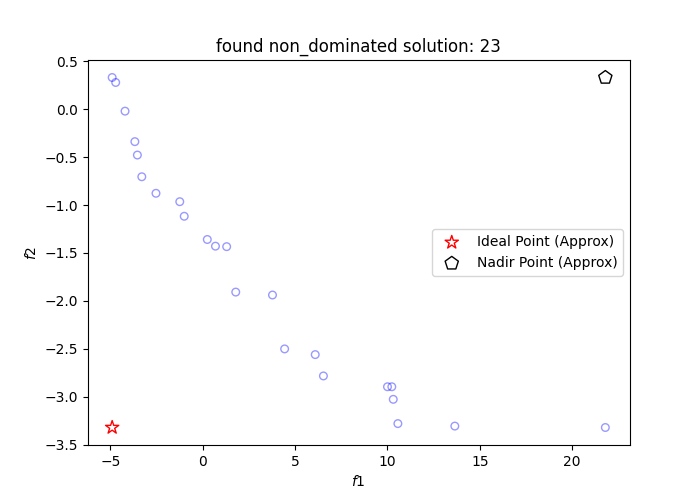 found non_dominated solution: 23
0.5
0.0
−0.5
−1.0
−1.5
−2.0
−2.5
−3.0
−3.5
f2
Ideal Point (Approx)
Nadir Point (Approx)
−5 0 5 10 15 20
f1